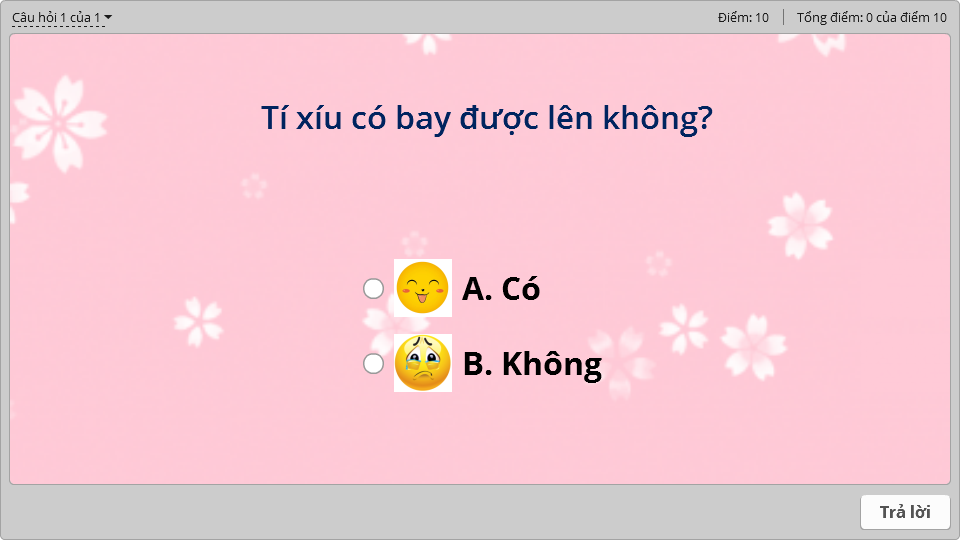 Câu hỏi 1 của 1
Điểm: 10
Tổng điểm: 0 của điểm 10
Tí xíu có bay được lên không?
A. Có
B. Không
Trả lời